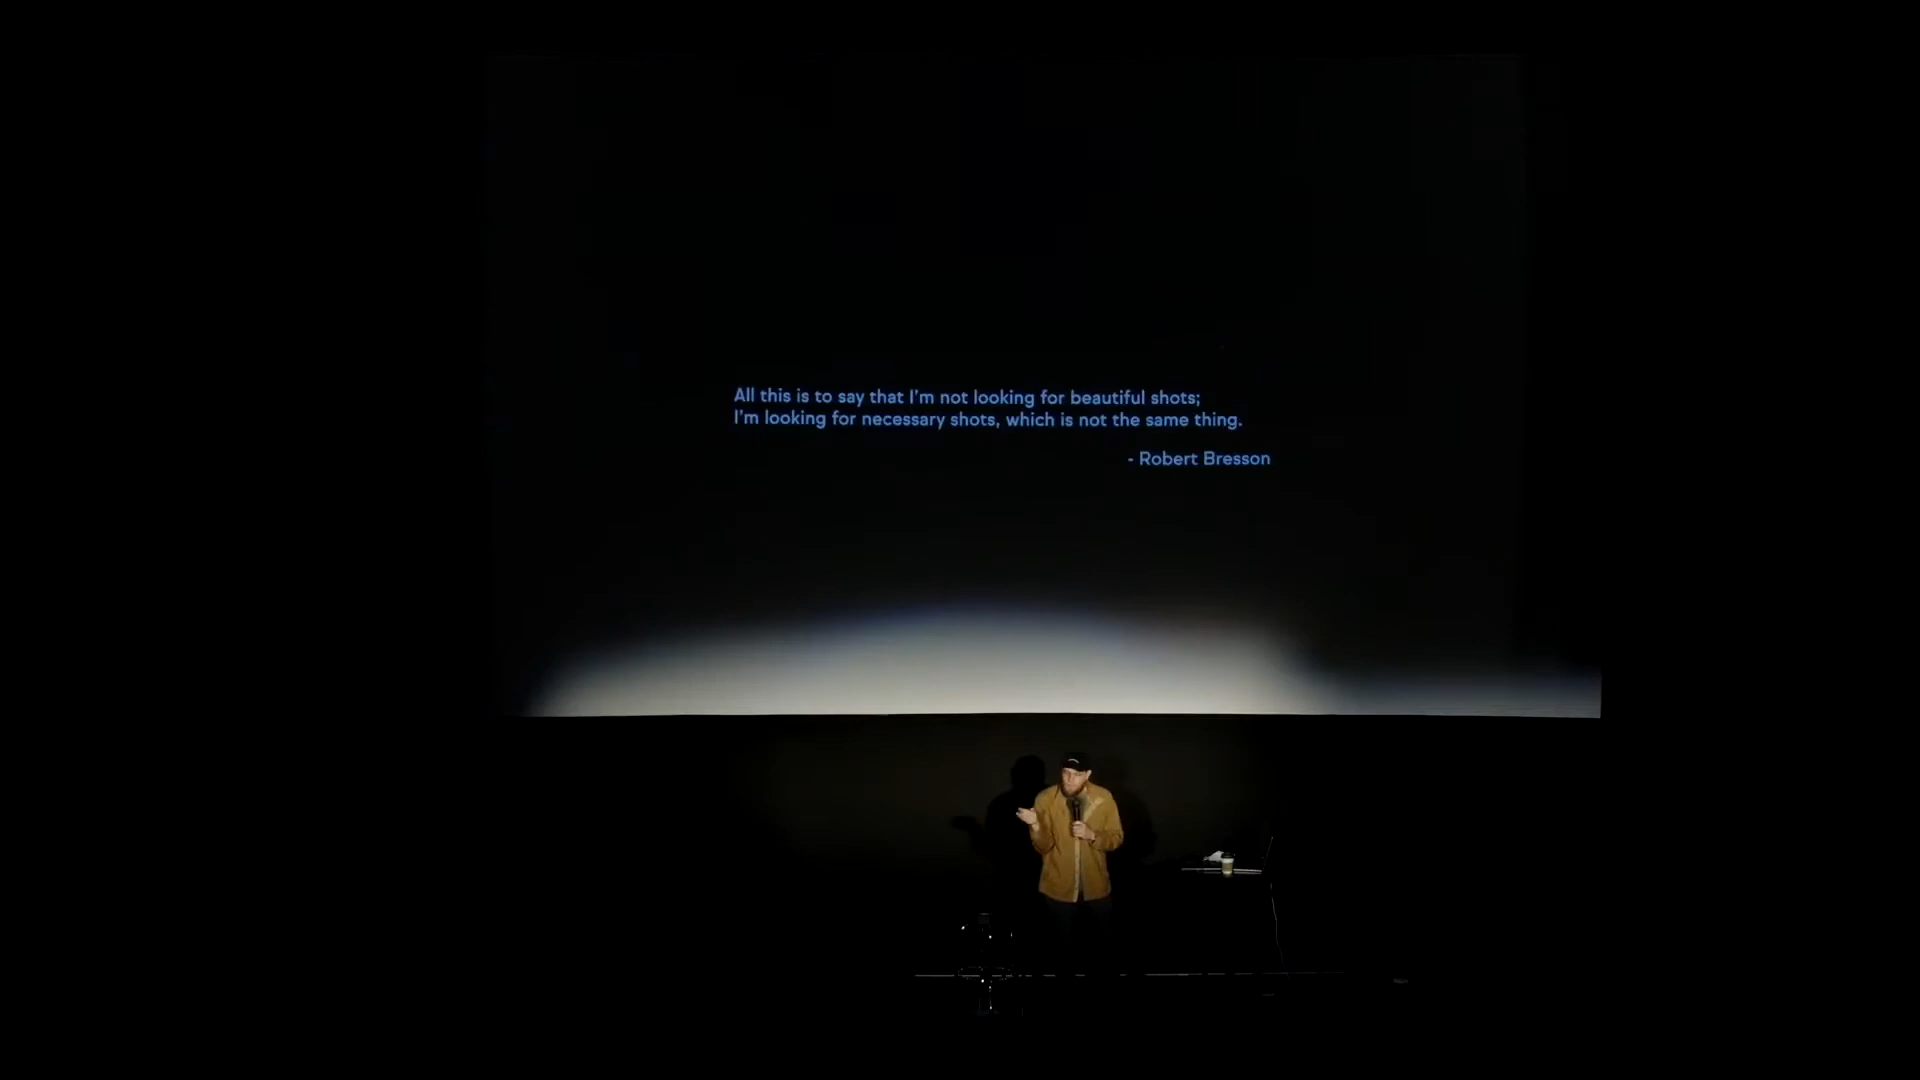 All this is to say that I'm not looking for beautiful shots;
I'm looking for necessary shots, which is not the same thing.
- Robert Bresson